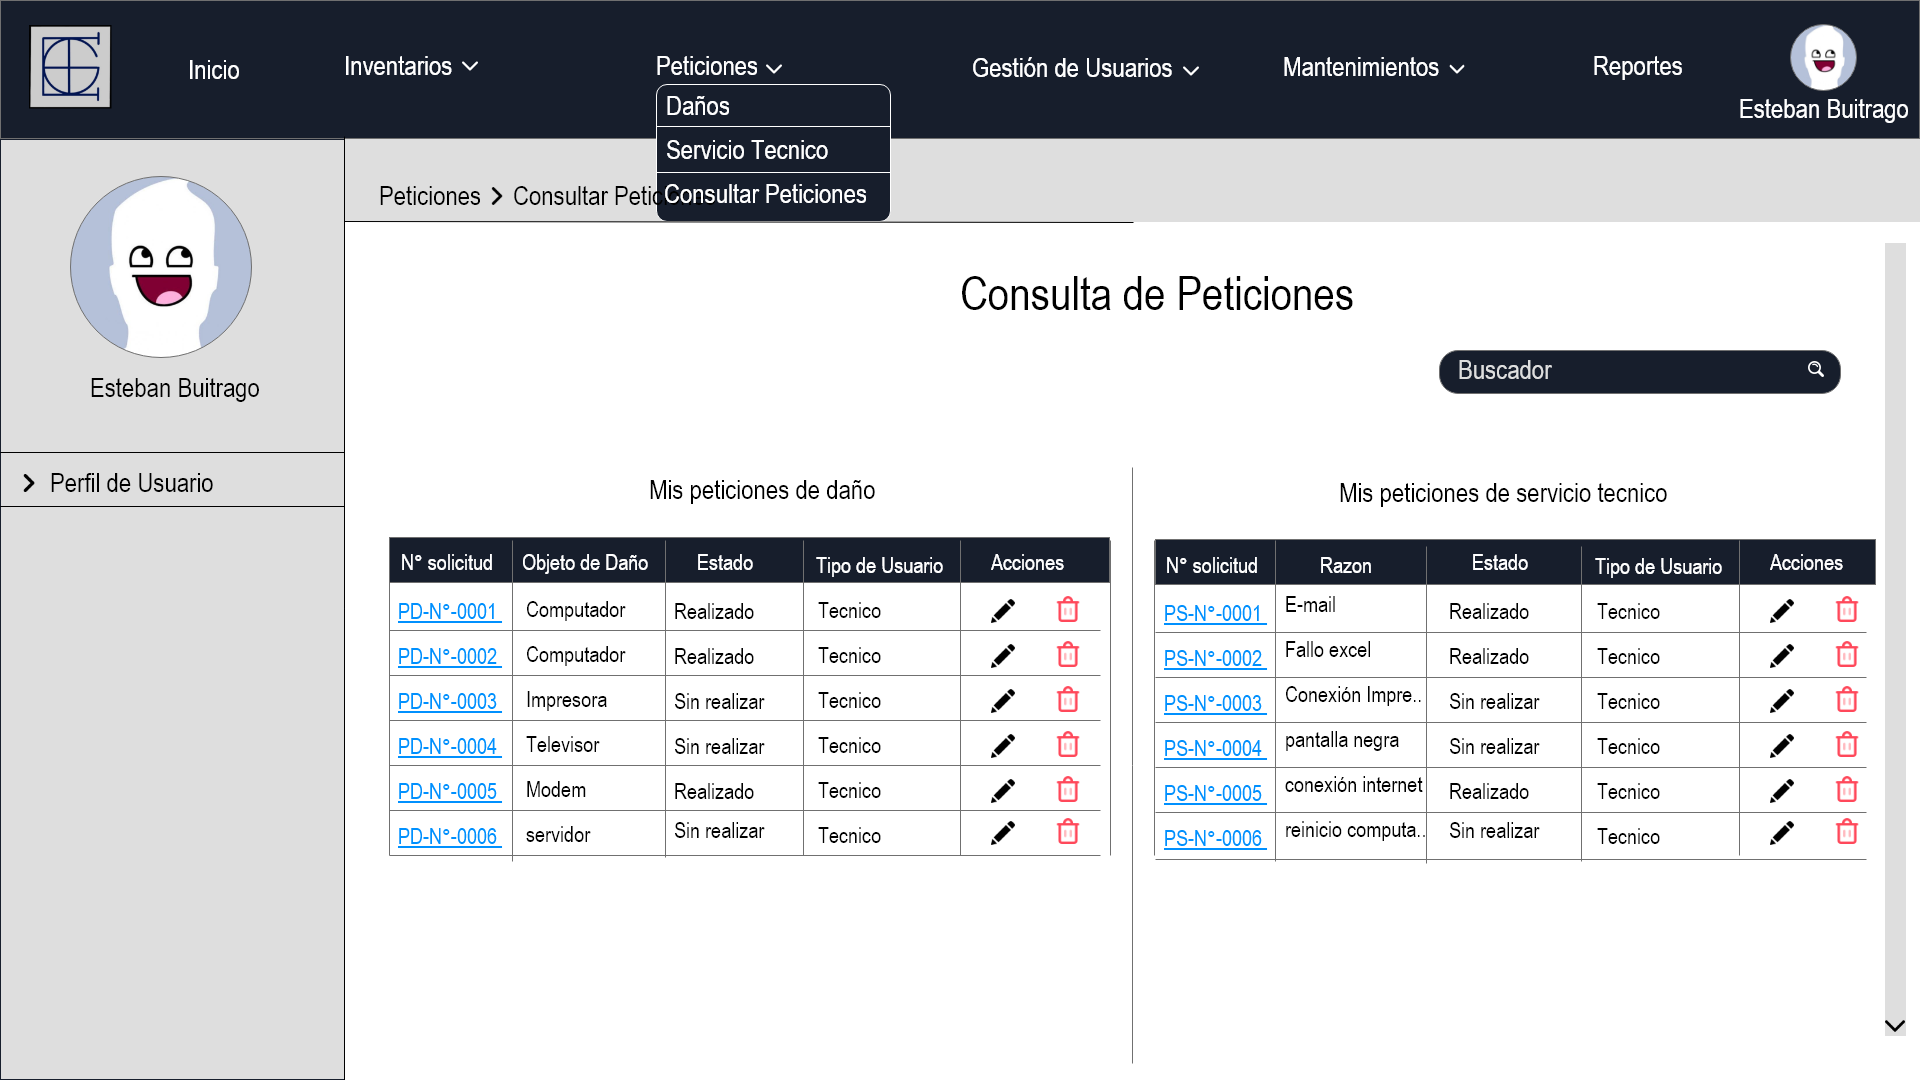 Inicio
Inventarios
Peticiones
Gestión de Usuarios
Mantenimientos
Reportes
Esteban Buitrago
Daños
Servicio Tecnico
Consultar Peticiones
Peticiones > Consultar Petic
Esteban Buitrago
Perfil de Usuario
Consulta de Peticiones
Buscador
Mis peticiones de daño
N° solicitud Objeto de Daño Estado Tipo de Usuario Acciones
PD-N°-0001 Computador Realizado Tecnico
PD-N°-0002 Computador Realizado Tecnico
PD-N°-0003 Impresora Sin realizar Tecnico
PD-N°-0004 Televisor Sin realizar Tecnico
PD-N°-0005 Modem Realizado Tecnico
PD-N°-0006 servidor Sin realizar Tecnico
Mis peticiones de servicio tecnico
N° solicitud Razon Estado Tipo de Usuario Acciones
PS-N°-0001 E-mail Realizado Tecnico
PS-N°-0002 Fallo excel Realizado Tecnico
PS-N°-0003 Conexión Impre.. Sin realizar Tecnico
PS-N°-0004 pantalla negra Sin realizar Tecnico
PS-N°-0005 conexión internet Realizado Tecnico
PS-N°-0006 reinicio computa.. Sin realizar Tecnico